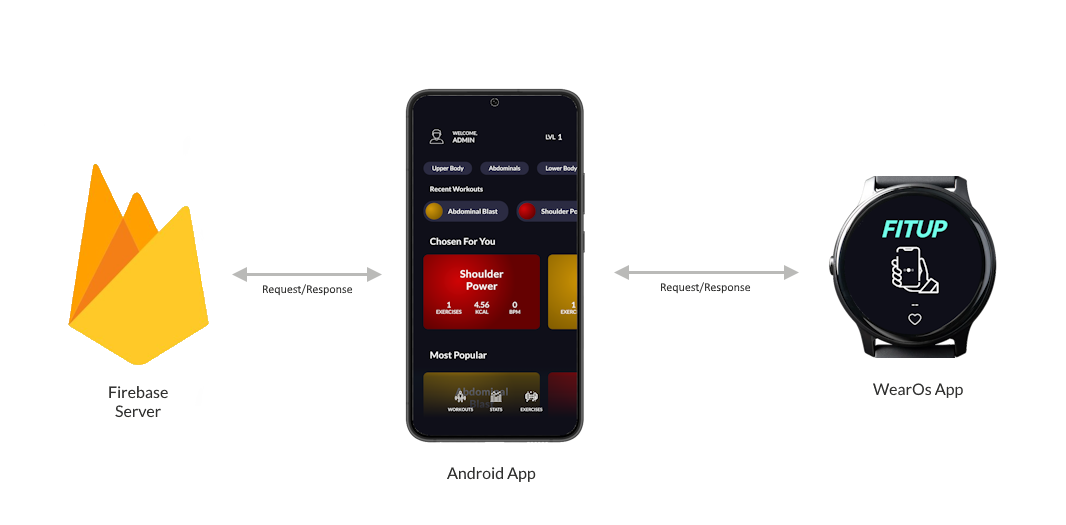 WELCOME,
ADMIN
LVL 1
Upper Body
Abdominals
Lower Body
Recent Workouts
Abdominal Blast
Shoulder Po
Chosen For You
Shoulder
Power
1
EXERCISES
4.56
KCAL
0
BPM
1
EXERC
Most Popular
Abdominal
Blast
WORKOUTS
STATS
EXERCISES
Request/Response
Request/Response
FITUP
--
Firebase
Server
Android App
WearOs App